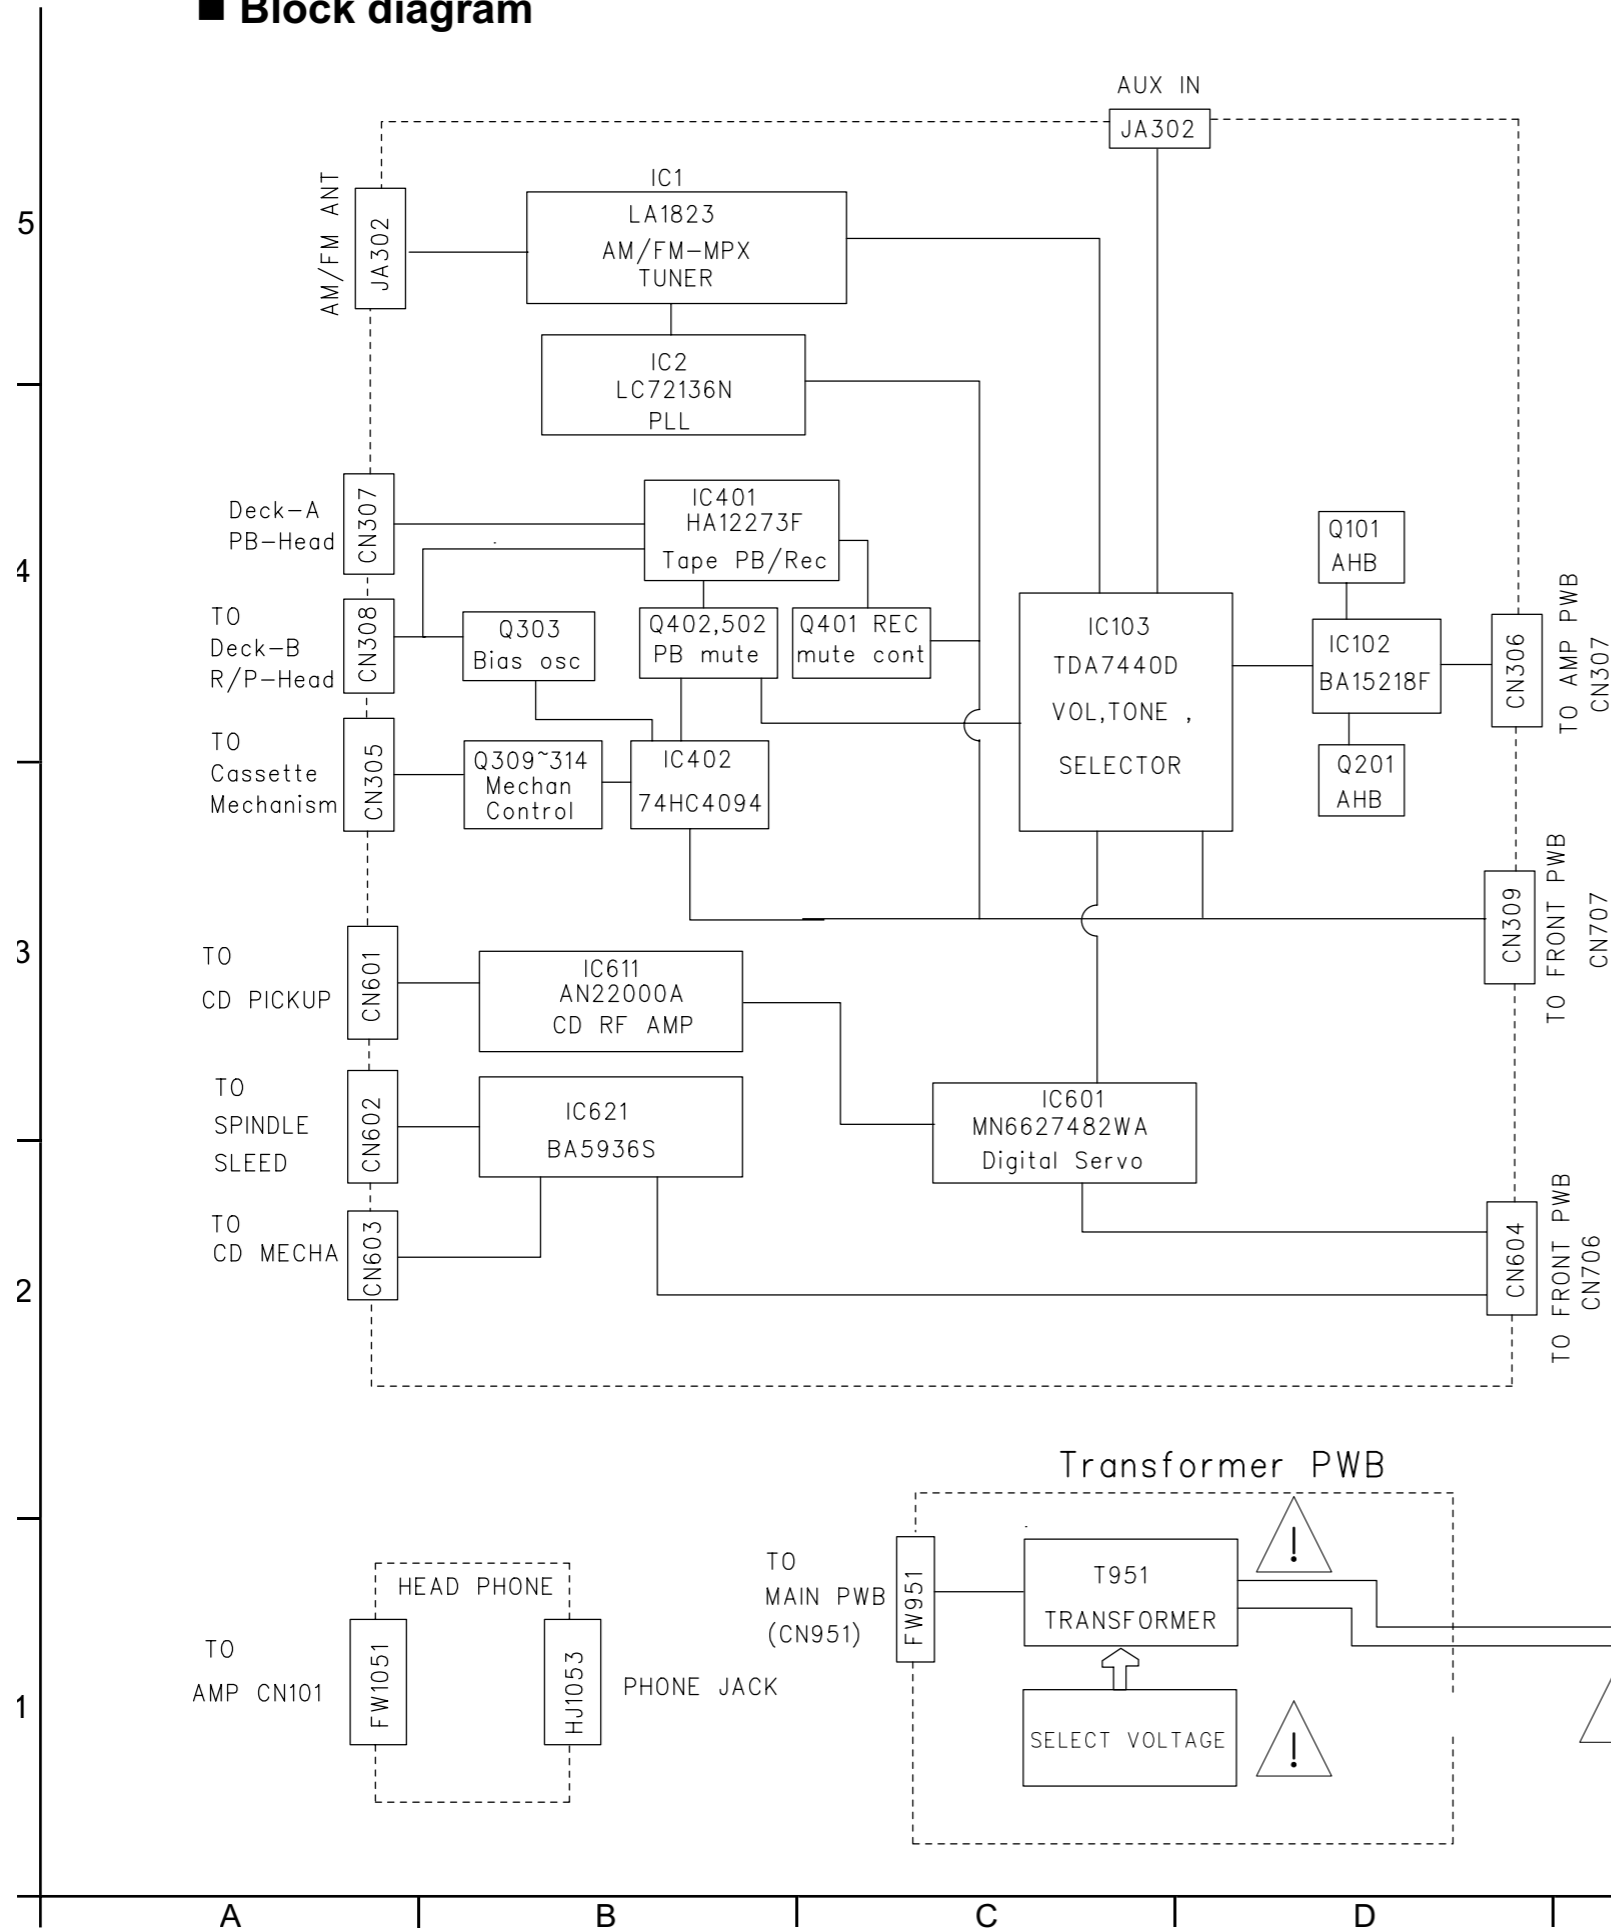 ■ Block diagram
AUX IN
JA302
AM/FM ANT
JA302
IC1
LA1823
AM/FM-MPX
TUNER
IC2
LC72136N
PLL
5
Deck-A
PB-Head
CN307
IC401
HA12273F
Tape PB/Rec
4
TO
Deck-B
R/P-Head
CN308
Q303
Bias osc
Q402,502
PB mute
Q401 REC
mute cont
IC103
TDA7440D
VOL,TONE ,
SELECTOR
Q101
AHB
IC102
BA15218F
Q201
AHB
CN306
TO AMP PWB
CN307
TO
Cassette
Mechanism
CN305
Q309~314
Mechan
Control
IC402
74HC4094
CN309
TO FRONT PWB
CN707
3
TO
CD PICKUP
CN601
IC611
AN22000A
CD RF AMP
TO
SPINDLE
SLEED
CN602
IC621
BA5936S
IC601
MN6627482WA
Digital Servo
TO
CD MECHA
CN603
CN604
TO FRONT PWB
CN706
2
Transformer PWB
HEAD PHONE
TO
AMP CN101
FW1051
HJ1053
PHONE JACK
TO
MAIN PWB
(CN951)
FW951
T951
TRANSFORMER
!
SELECT VOLTAGE
!
1
A
B
C
D